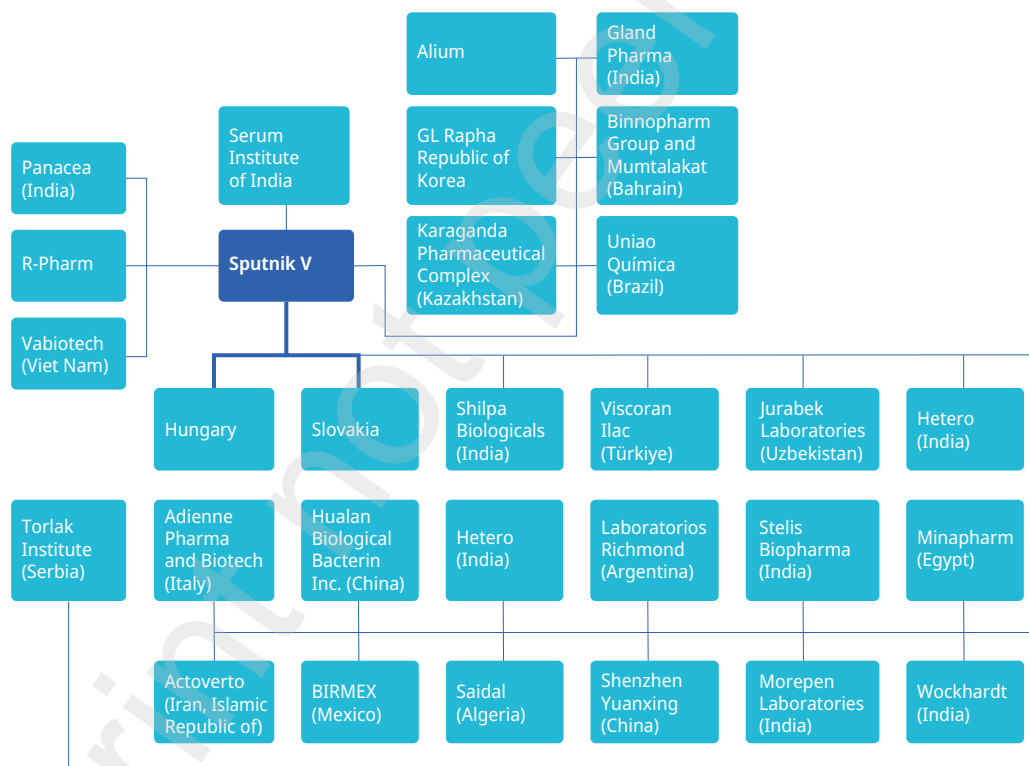 Alium
Gland
Pharma
(India)
Serum
Institute
of India
GL Rapha
Republic of
Korea
Binnopharm
Group and
Mumtalakat
(Bahrain)
Panacea
(India)
R-Pharm
Sputnik V
Karaganda
Pharmaceutical
Complex
(Kazakhstan)
Uniao
Química
(Brazil)
Vabiotech
(Viet Nam)
Hungary
Slovakia
Shilpa
Biologicals
(India)
Viscoran
Ilac
(Türkiye)
Jurabek
Laboratories
(Uzbekistan)
Hetero
(India)
Torlak
Institute
(Serbia)
Adienne
Pharma
and Biotech
(Italy)
Hualan
Biological
Bacterin
Inc. (China)
Hetero
(India)
Laboratorios
Richmond
(Argentina)
Stelis
Biopharma
(India)
Minapharm
(Egypt)
Actoverto
(Iran, Islamic
Republic of)
BIRMEX
(Mexico)
Saidal
(Algeria)
Shenzhen
Yuanxing
(China)
Morepen
Laboratories
(India)
Wockhardt
(India)
rint not peer